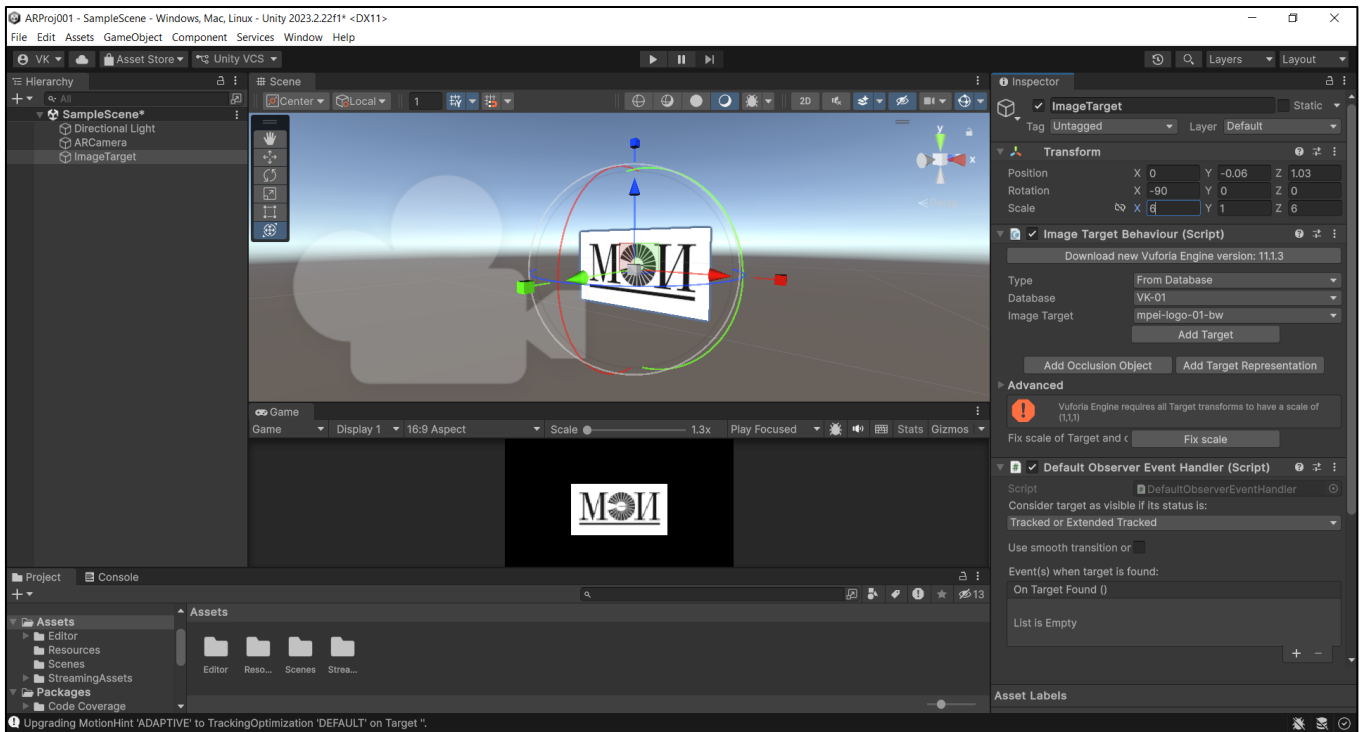 ARProj001 - SampleScene - Windows, Mac, Linux - Unity 2023.2.22f1* <DX11>
File Edit Assets GameObject Component Services Window Help
VK Asset Store Unity VCS Layers Layout
Hierarchy
All
SampleScene*
Directional Light
ARCamera
ImageTarget
Scene
Center Local 1 2D
y
x
< Persp
МЭИ
Game
Game Display 1 16:9 Aspect Scale 1.3x Play Focused Stats Gizmos
МЭИ
Inspector
ImageTarget Static
Tag Untagged Layer Default
Transform
Position X 0 Y -0.06 Z 1.03
Rotation X -90 Y 0 Z 0
Scale X 6 Y 1 Z 6
Image Target Behaviour (Script)
Download new Vuforia Engine version: 11.1.3
Type From Database
Database VK-01
Image Target mpei-logo-01-bw
Add Target
Add Occlusion Object Add Target Representation
Advanced
Vuforia Engine requires all Target transforms to have a scale of
(1,1,1)
Fix scale of Target and c Fix scale
Default Observer Event Handler (Script)
Script DefaultObserverEventHandler
Consider target as visible if its status is:
Tracked or Extended Tracked
Use smooth transition or
Event(s) when target is found:
On Target Found ()
List is Empty
+ −
Asset Labels
Project Console
13
Assets
Editor
Resources
Scenes
StreamingAssets
Packages
Code Coverage
Assets
Editor Reso... Scenes Strea...
Upgrading MotionHint 'ADAPTIVE' to TrackingOptimization 'DEFAULT' on Target ''.